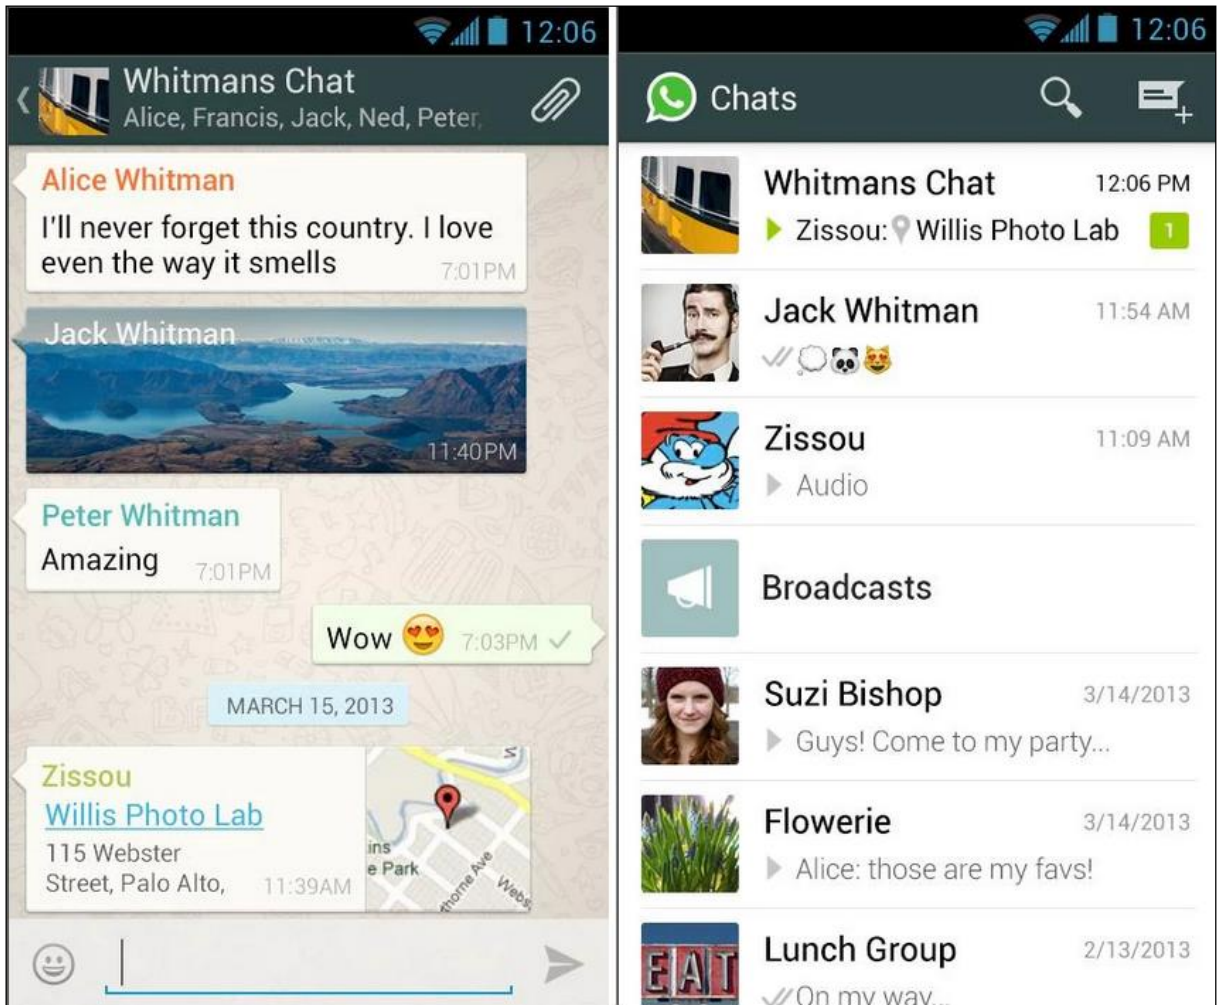 12:06
Whitmans Chat
Alice, Francis, Jack, Ned, Peter,
Alice Whitman
I'll never forget this country. I love
even the way it smells
7:01PM
Jack Whitman
11:40PM
Peter Whitman
Amazing
7:01PM
Wow 😍 7:03PM ✓
MARCH 15, 2013
Zissou
Willis Photo Lab
115 Webster
Street, Palo Alto,
11:39AM
ins
e Park
thorne Ave
Webs
12:06
Chats
Whitmans Chat 12:06 PM
Zissou: Willis Photo Lab 1
Jack Whitman 11:54 AM
Zissou 11:09 AM
Audio
Broadcasts
Suzi Bishop 3/14/2013
Guys! Come to my party...
Flowerie 3/14/2013
Alice: those are my favs!
EAT
Lunch Group 2/13/2013
On my way...